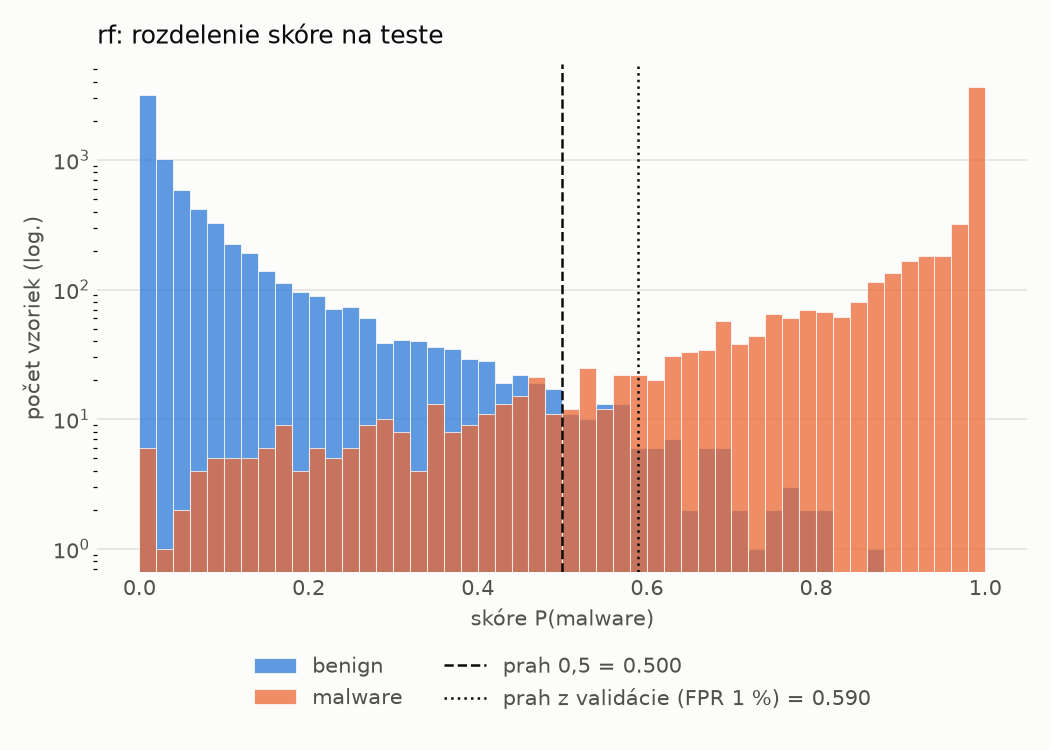 rf: rozdelenie skóre na teste
počet vzoriek (log.)
10³
10²
10¹
10⁰
0.0 0.2 0.4 0.6 0.8 1.0
skóre P(malware)
benign
malware
prah 0,5 = 0.500
prah z validácie (FPR 1 %) = 0.590